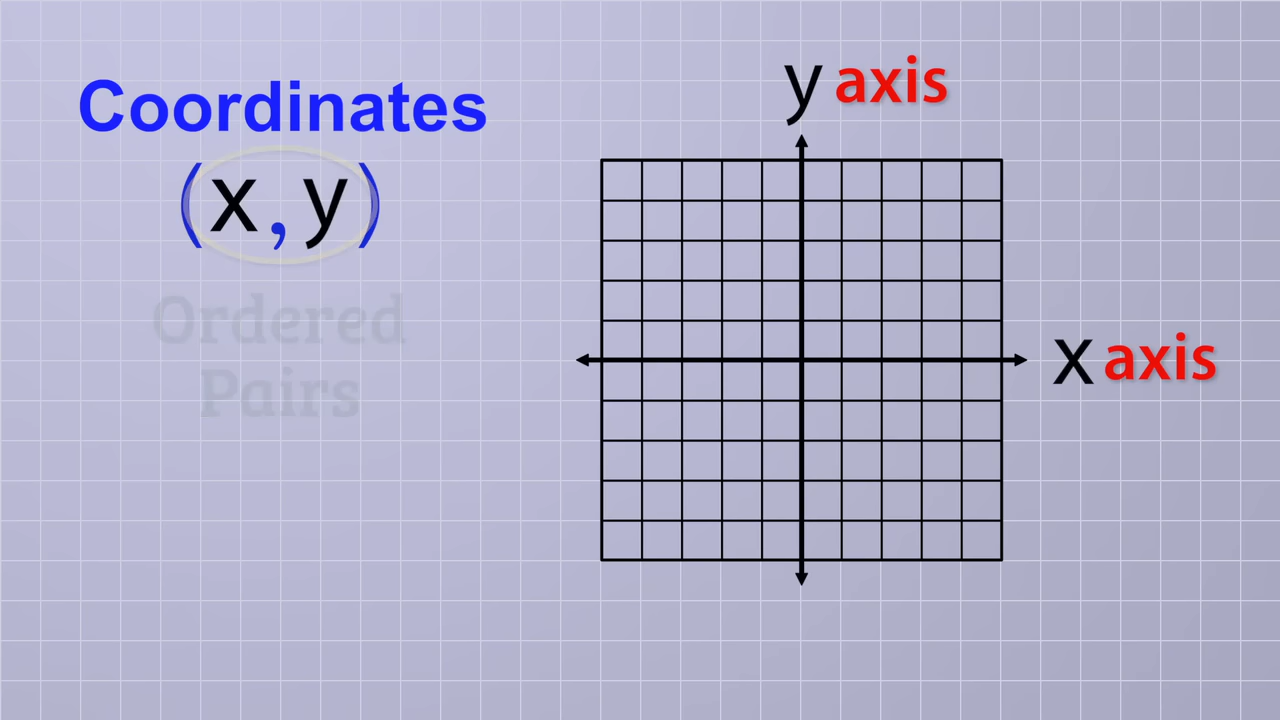 Coordinates
(x, y)
Ordered
Pairs
y axis
x axis